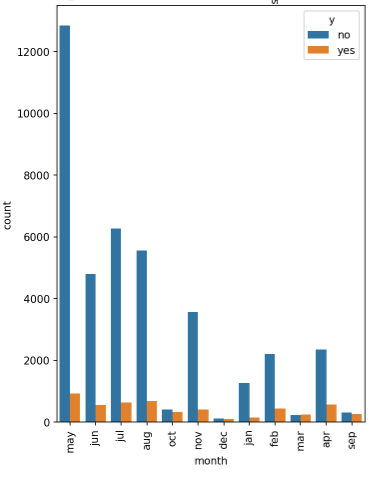 y
no
yes
12000
10000
8000
6000
4000
2000
0
count
may
jun
jul
aug
oct
nov
dec
jan
feb
mar
apr
sep
month